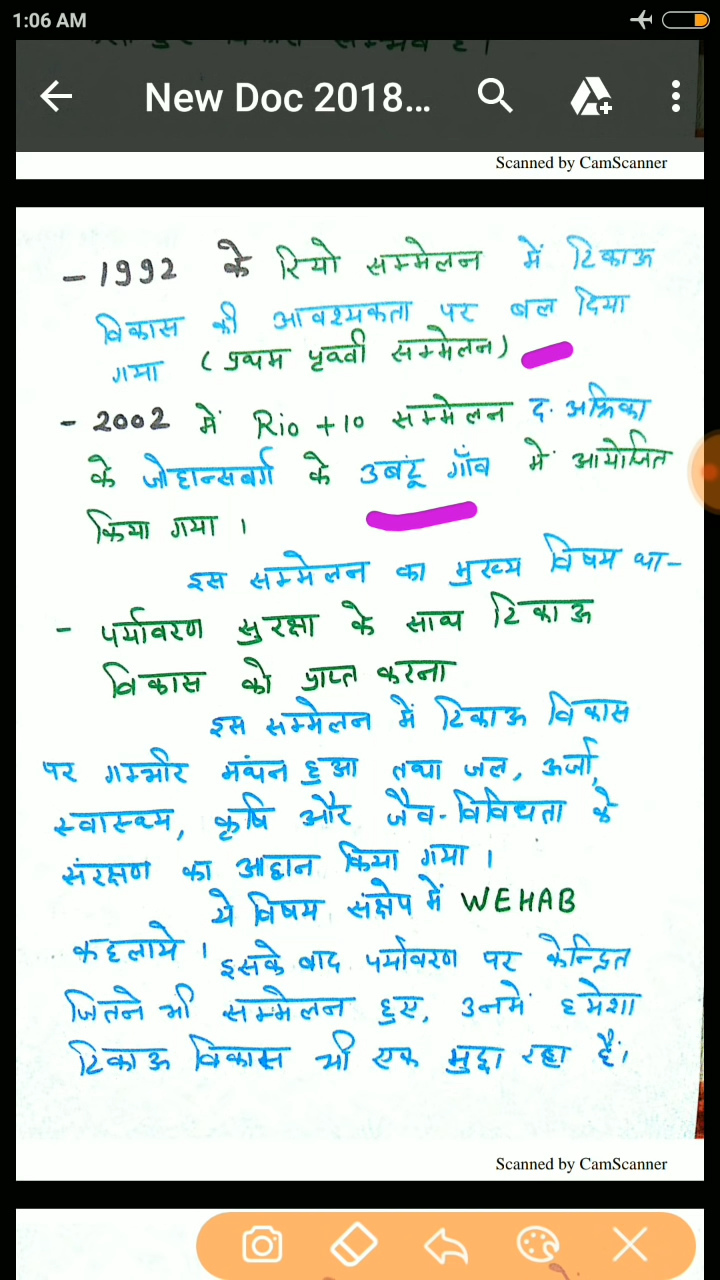 1:06 AM
New Doc 2018...
Scanned by CamScanner
- 1992 के रियो सम्मेलन में टिकाऊ
विकास की आवश्यकता पर बल दिया
गया (प्रथम पृथ्वी सम्मेलन)
- 2002 में Rio +10 सम्मेलन द. अफ्रिका
के जोहान्सबर्ग के उबंटू गाँव में आयोजित
किया गया ।
इस सम्मेलन का मुख्य विषय था-
- पर्यावरण सुरक्षा के साथ टिकाऊ
विकास को प्राप्त करना
इस सम्मेलन में टिकाऊ विकास
पर गम्भीर मंथन हुआ तथा जल, ऊर्जा,
स्वास्थ्य, कृषि और जैव-विविधता के
संरक्षण का आह्वान किया गया ।
ये विषय संक्षेप में WEHAB
कहलाये । इसके बाद पर्यावरण पर केन्द्रित
जितने भी सम्मेलन हुए, उनमें हमेशा
टिकाऊ विकास भी एक मुद्दा रहा है।
Scanned by CamScanner